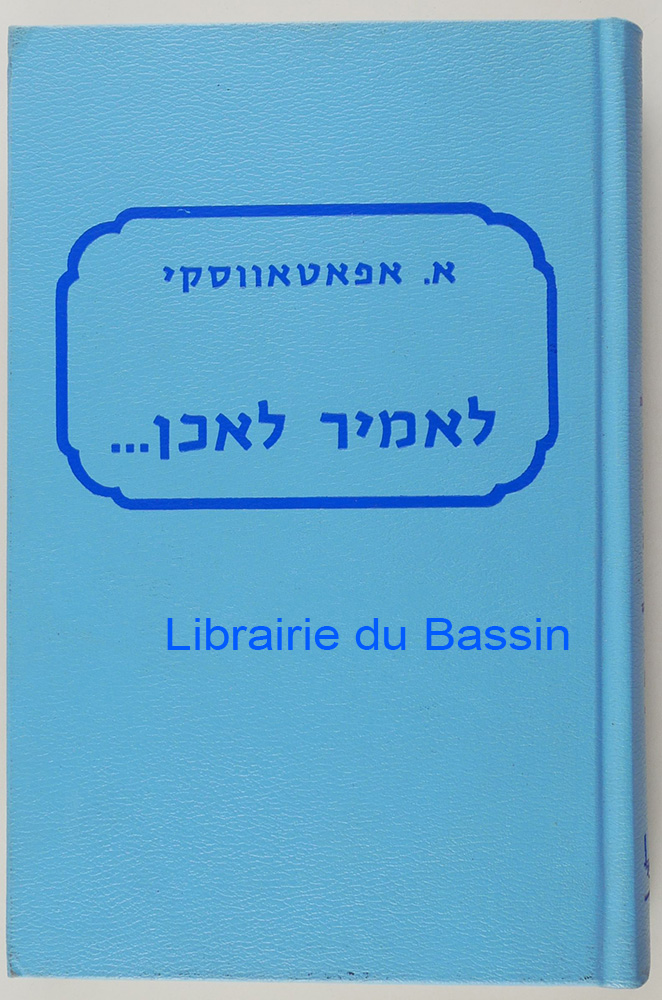 א. אפאטאווסקי
לאמיר לאכן...
Librairie du Bassin